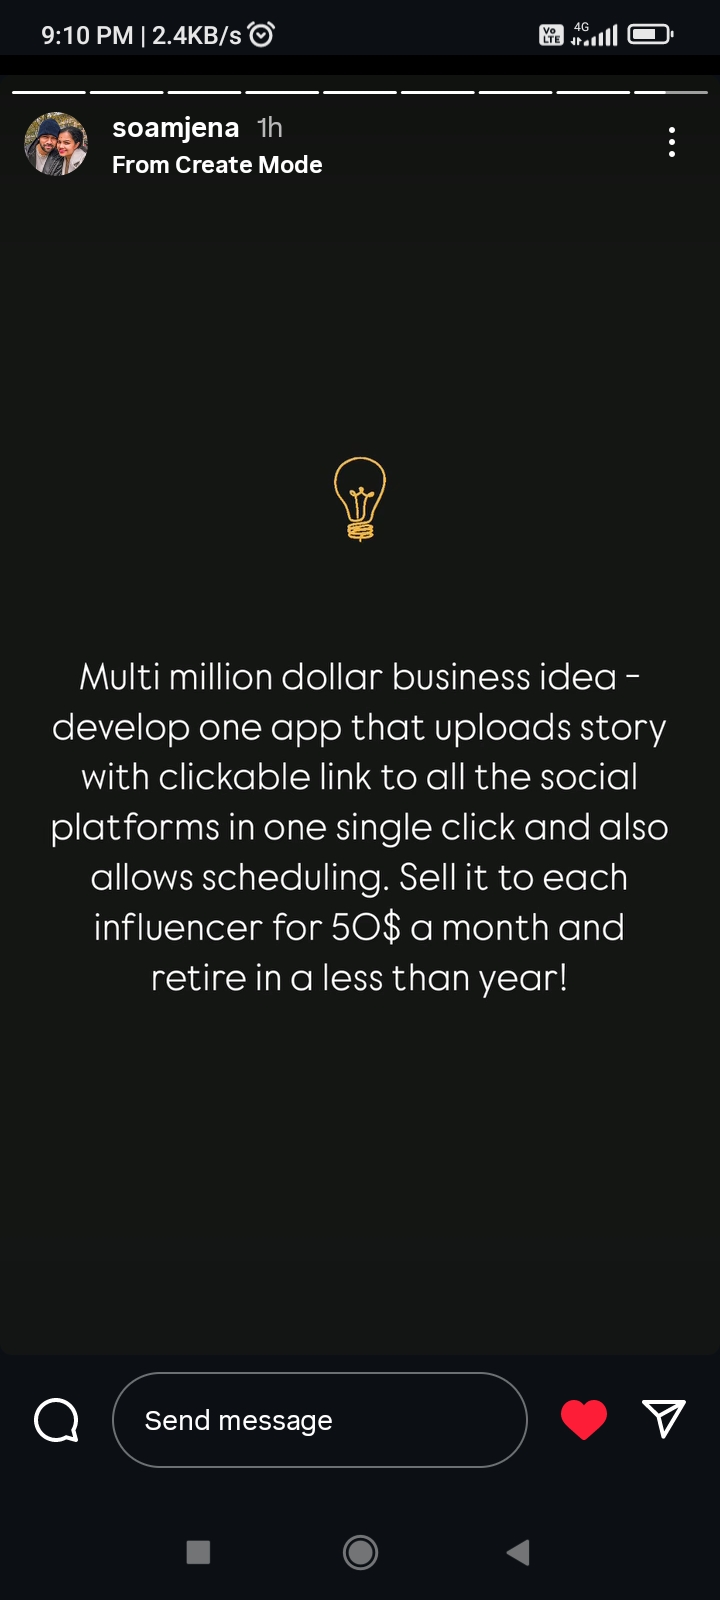 9:10 PM | 2.4KB/s
Vo LTE 4G
soamjena 1h
From Create Mode
Multi million dollar business idea -
develop one app that uploads story
with clickable link to all the social
platforms in one single click and also
allows scheduling. Sell it to each
influencer for 50$ a month and
retire in a less than year!
Send message